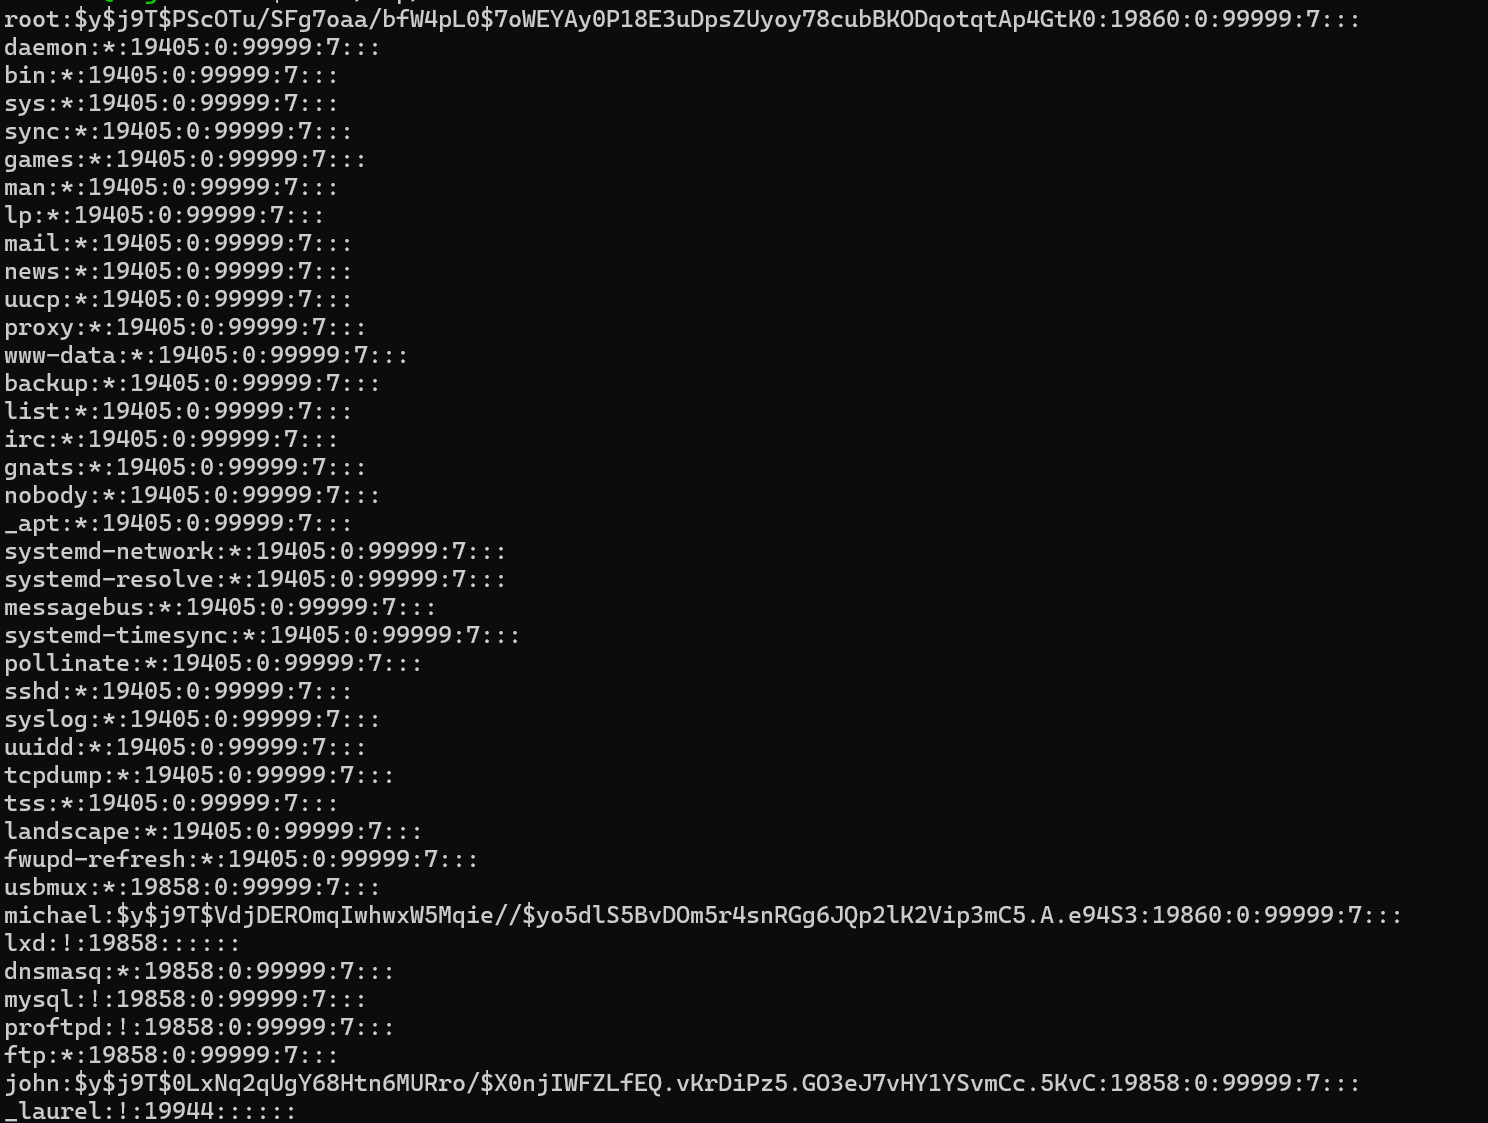 root:$y$j9T$PScOTu/SFg7oaa/bfW4pL0$7oWEYAy0P18E3uDpsZUyoy78cubBKODqotqtAp4GtK0:19860:0:99999:7:::
daemon:*:19405:0:99999:7:::
bin:*:19405:0:99999:7:::
sys:*:19405:0:99999:7:::
sync:*:19405:0:99999:7:::
games:*:19405:0:99999:7:::
man:*:19405:0:99999:7:::
lp:*:19405:0:99999:7:::
mail:*:19405:0:99999:7:::
news:*:19405:0:99999:7:::
uucp:*:19405:0:99999:7:::
proxy:*:19405:0:99999:7:::
www-data:*:19405:0:99999:7:::
backup:*:19405:0:99999:7:::
list:*:19405:0:99999:7:::
irc:*:19405:0:99999:7:::
gnats:*:19405:0:99999:7:::
nobody:*:19405:0:99999:7:::
_apt:*:19405:0:99999:7:::
systemd-network:*:19405:0:99999:7:::
systemd-resolve:*:19405:0:99999:7:::
messagebus:*:19405:0:99999:7:::
systemd-timesync:*:19405:0:99999:7:::
pollinate:*:19405:0:99999:7:::
sshd:*:19405:0:99999:7:::
syslog:*:19405:0:99999:7:::
uuidd:*:19405:0:99999:7:::
tcpdump:*:19405:0:99999:7:::
tss:*:19405:0:99999:7:::
landscape:*:19405:0:99999:7:::
fwupd-refresh:*:19405:0:99999:7:::
usbmux:*:19858:0:99999:7:::
michael:$y$j9T$VdjDEROmqIwhwxW5Mqie//$yo5dlS5BvDOm5r4snRGg6JQp2lK2Vip3mC5.A.e94S3:19860:0:99999:7:::
lxd:!:19858::::::
dnsmasq:*:19858:0:99999:7:::
mysql:!:19858:0:99999:7:::
proftpd:!:19858:0:99999:7:::
ftp:*:19858:0:99999:7:::
john:$y$j9T$0LxNq2qUgY68Htn6MURro/$X0njIWFZLfEQ.vKrDiPz5.GO3eJ7vHY1YSvmCc.5KvC:19858:0:99999:7:::
_laurel:!:19944::::::